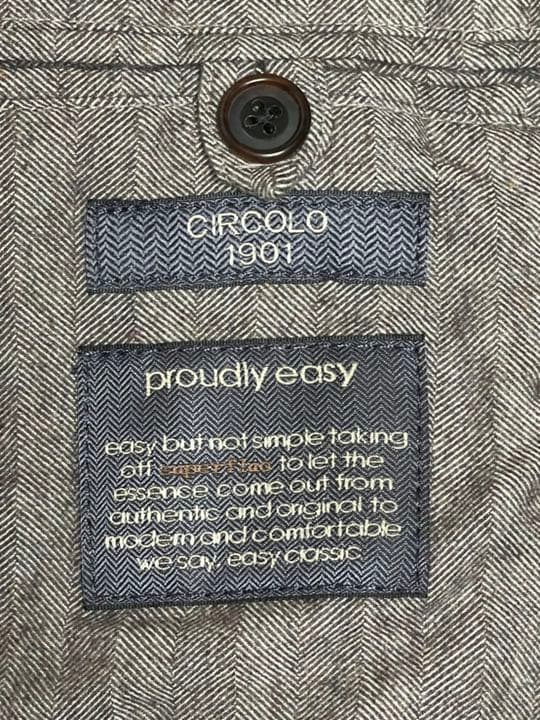 CIRCOLO
1901
proudly easy
easy but not simple taking
off superfluo to let the
essence come out from
authentic and original to
modern and comfortable
we say, easy classic